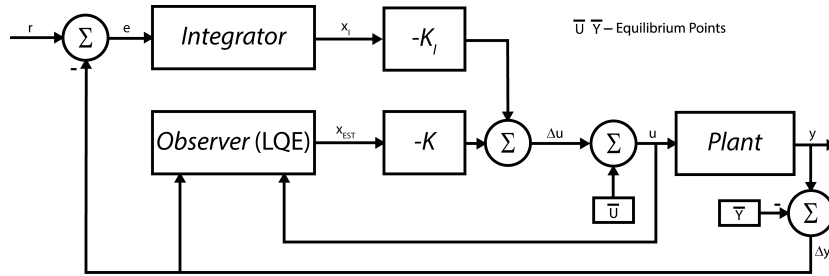 r
Σ
-
e
Integrator
x_I
-K_I
U̅ Y̅ – Equilibrium Points
Observer (LQE)
x_EST
-K
Σ
Δu
Σ
u
Plant
y
U̅
Y̅
-
Σ
Δy